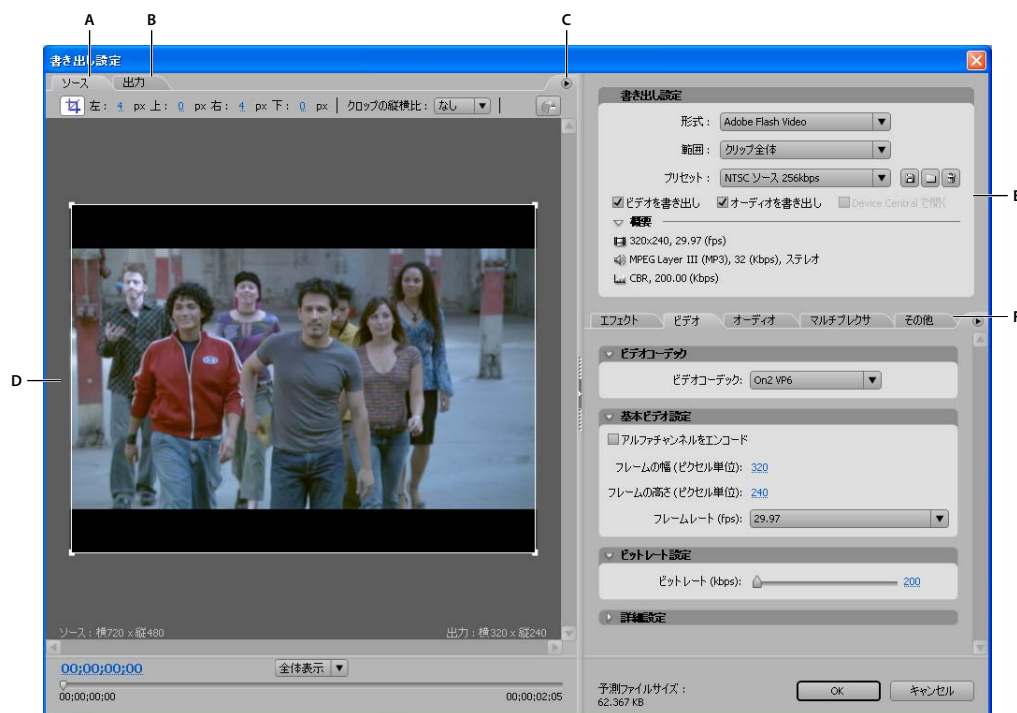 A B C
書き出し設定
ソース 出力
左: 4 px 上: 0 px 右: 4 px 下: 0 px クロップの縦横比: なし
書き出し設定
形式: Adobe Flash Video
範囲: クリップ全体
プリセット: NTSC ソース 256kbps
E
ビデオを書き出し オーディオを書き出し Device Central で開く
概要
320x240, 29.97 (fps)
MPEG Layer III (MP3), 32 (Kbps), ステレオ
CBR, 200.00 (Kbps)
エフェクト ビデオ オーディオ マルチプレクサ その他
F
D
ビデオコーデック
ビデオコーデック: On2 VP6
基本ビデオ設定
アルファチャンネルをエンコード
フレームの幅 (ピクセル単位): 320
フレームの高さ (ピクセル単位): 240
フレームレート (fps): 29.97
ビットレート設定
ビットレート (kbps): 200
詳細設定
ソース : 横720 x 縦480 出力 : 横320 x 縦240
00;00;00;00 全体表示
00;00;00;00 00;00;02;05
予測ファイルサイズ :
62.367 KB
OK キャンセル